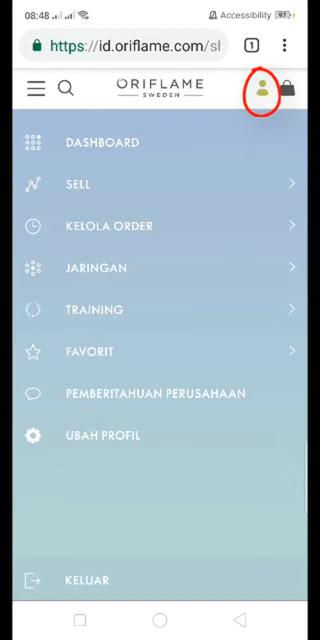 08:48
Accessibility 97
https://id.oriflame.com/sl
1
ORIFLAME
SWEDEN
DASHBOARD
SELL
KELOLA ORDER
JARINGAN
TRAINING
FAVORIT
PEMBERITAHUAN PERUSAHAAN
UBAH PROFIL
KELUAR